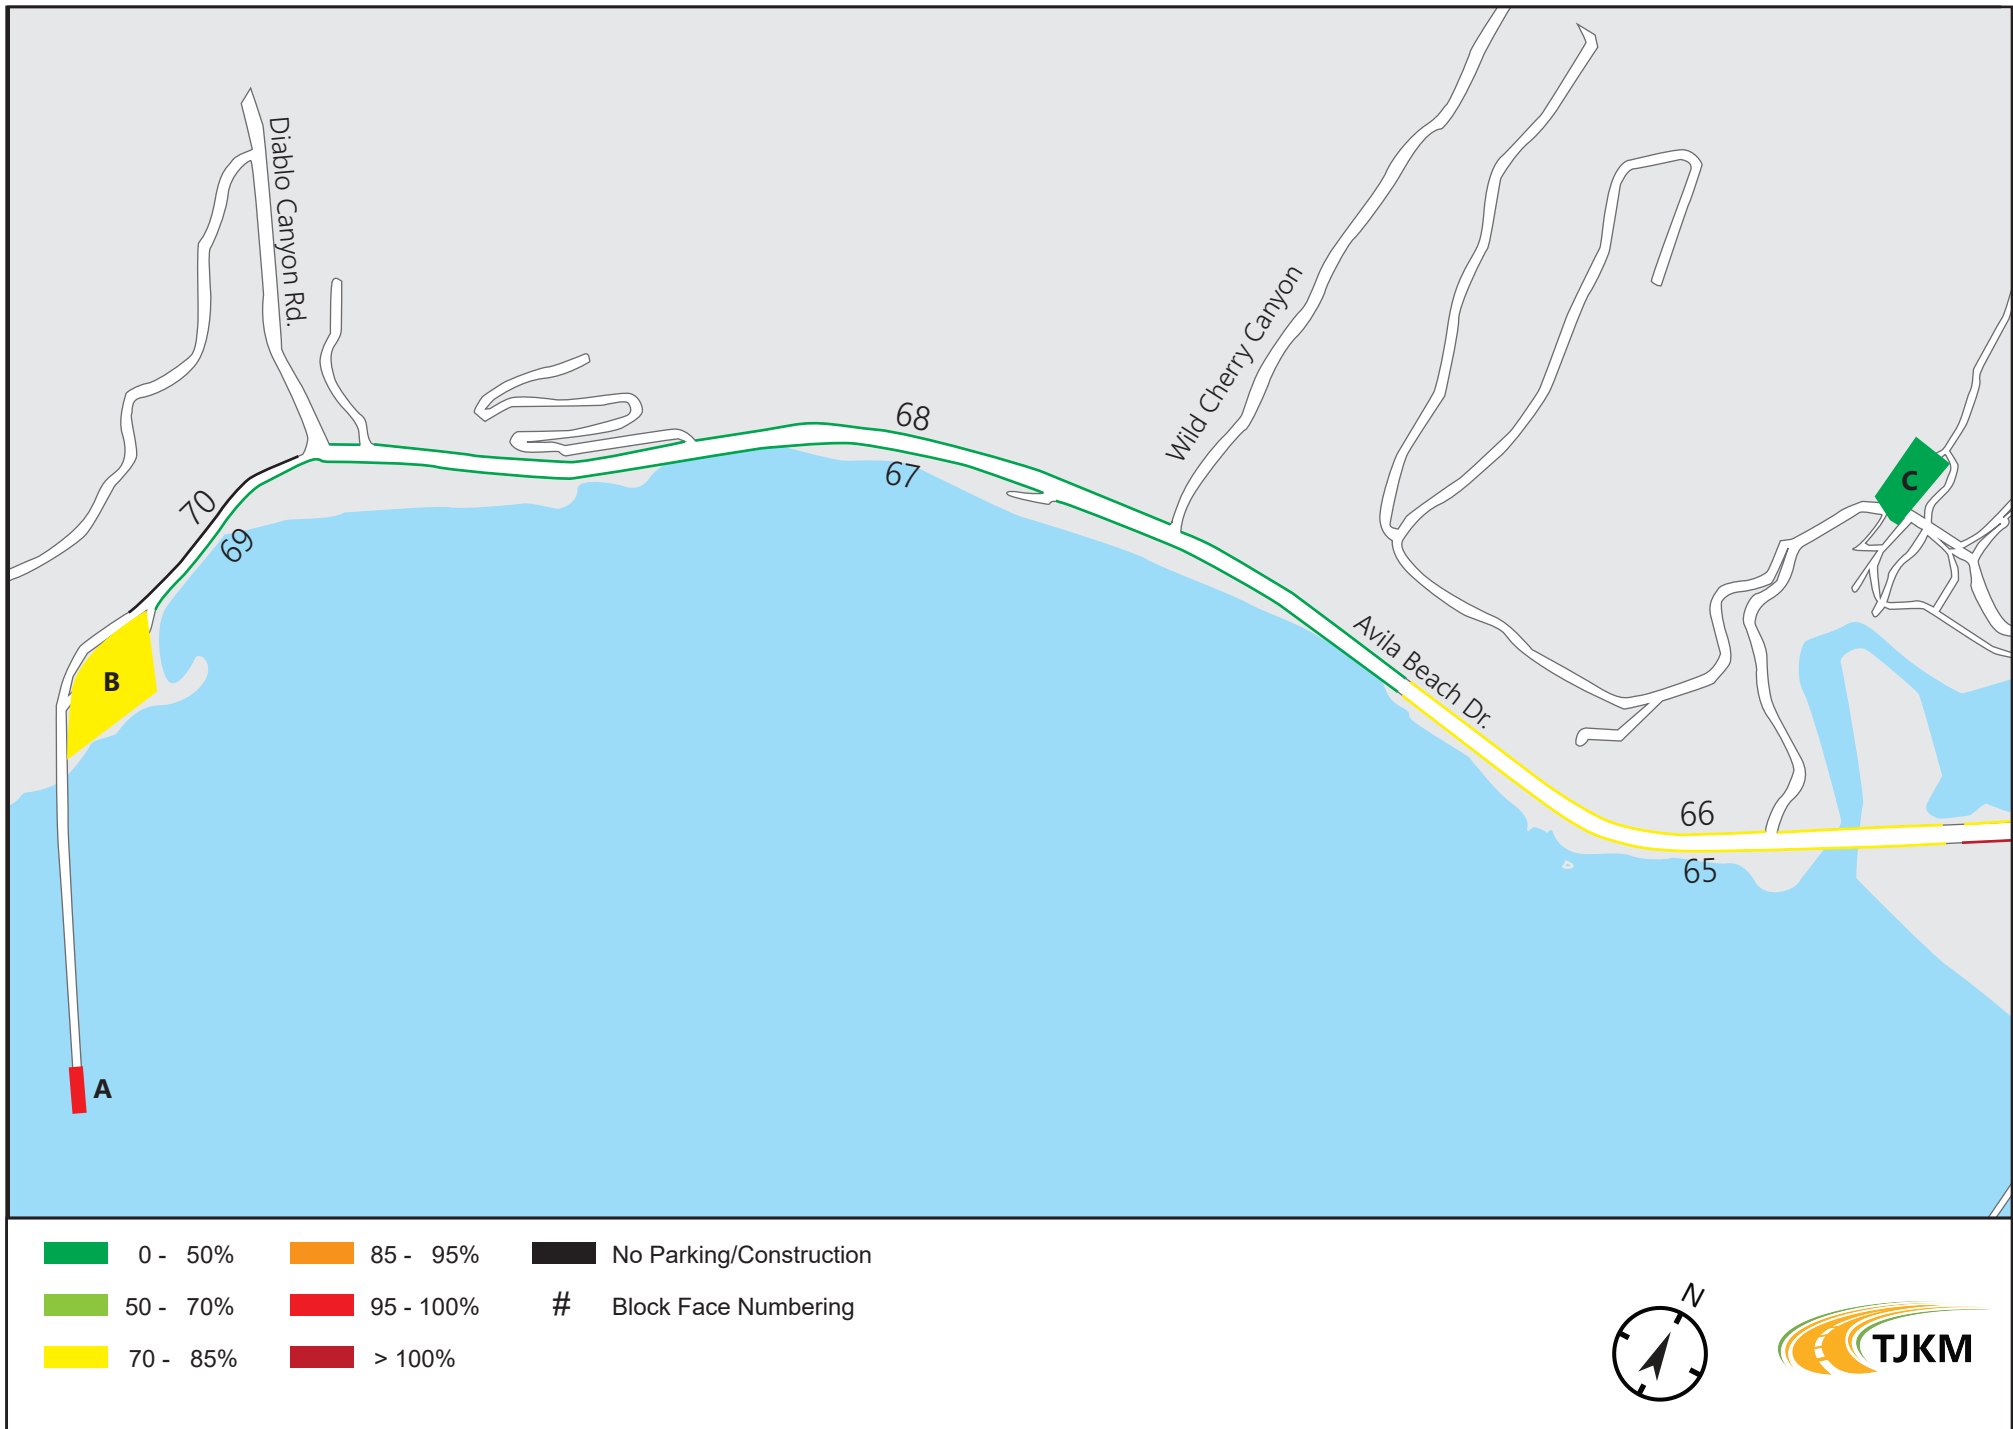 Diablo Canyon Rd.
Wild Cherry Canyon
68
67
C
70
69
Avila Beach Dr.
B
66
65
A
0 - 50%
85 - 95%
No Parking/Construction
50 - 70%
95 - 100%
# Block Face Numbering
70 - 85%
> 100%
N
TJKM